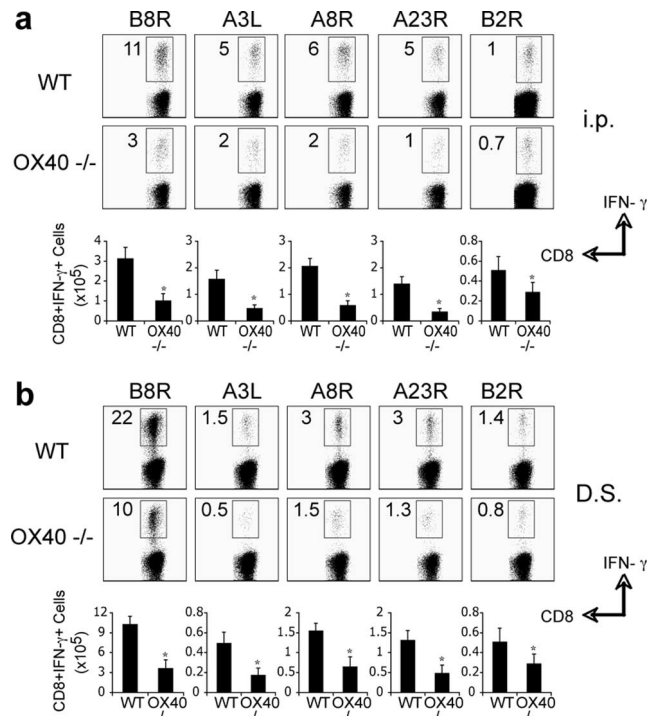 a
B8R A3L A8R A23R B2R
WT 11 5 6 5 1
i.p.
OX40 -/- 3 2 2 1 0.7
IFN- γ
CD8
CD8+IFN-γ+ Cells (x10⁵)
4 3 2 1 0
3 2 1 0
3 2 1 0
3 2 1 0
0.8 0.6 0.4 0.2 0
* * * * *
WT OX40 WT OX40 WT OX40 WT OX40 WT OX40
-/- -/- -/- -/- -/-
b
B8R A3L A8R A23R B2R
WT 22 1.5 3 3 1.4
D.S.
OX40 -/- 10 0.5 1.5 1.3 0.8
IFN- γ
CD8
CD8+IFN-γ+ Cells (x10⁵)
12 9 6 3 0
0.8 0.6 0.4 0.2 0
2 1.5 1 0.5 0
2 1.5 1 0.5 0
0.8 0.6 0.4 0.2 0
* * * * *
WT OX40 WT OX40 WT OX40 WT OX40 WT OX40